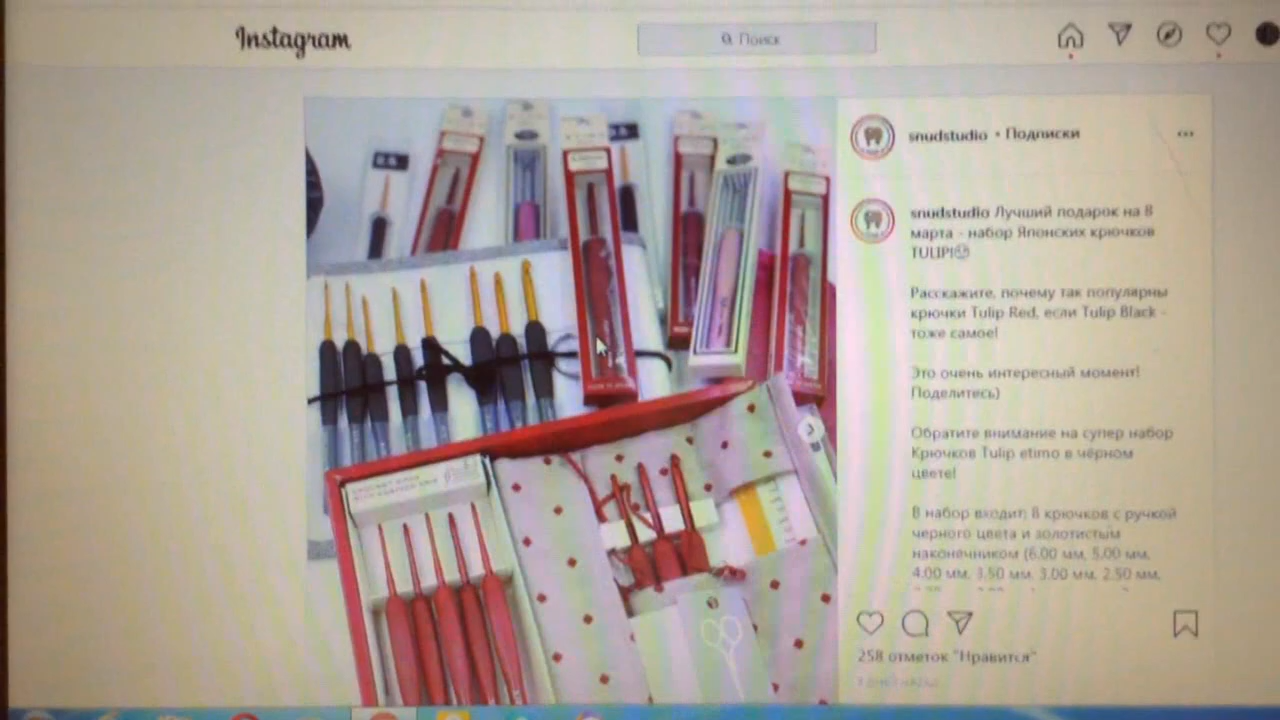 Instagram
Поиск
snudstudio • Подписки
snudstudio Лучший подарок на 8
марта - набор Японских крючков
TULIP!
Расскажите, почему так популярны
крючки Tulip Red, если Tulip Black -
тоже самое!
Это очень интересный момент!
Поделитесь)
Обратите внимание на супер набор
Крючков Tulip etimo в чёрном
цвете!
В набор входит: 8 крючков с ручкой
черного цвета и золотистым
наконечником (6.00 мм, 5.00 мм,
4.00 мм, 3.50 мм, 3.00 мм, 2.50 мм,
258 отметок "Нравится"